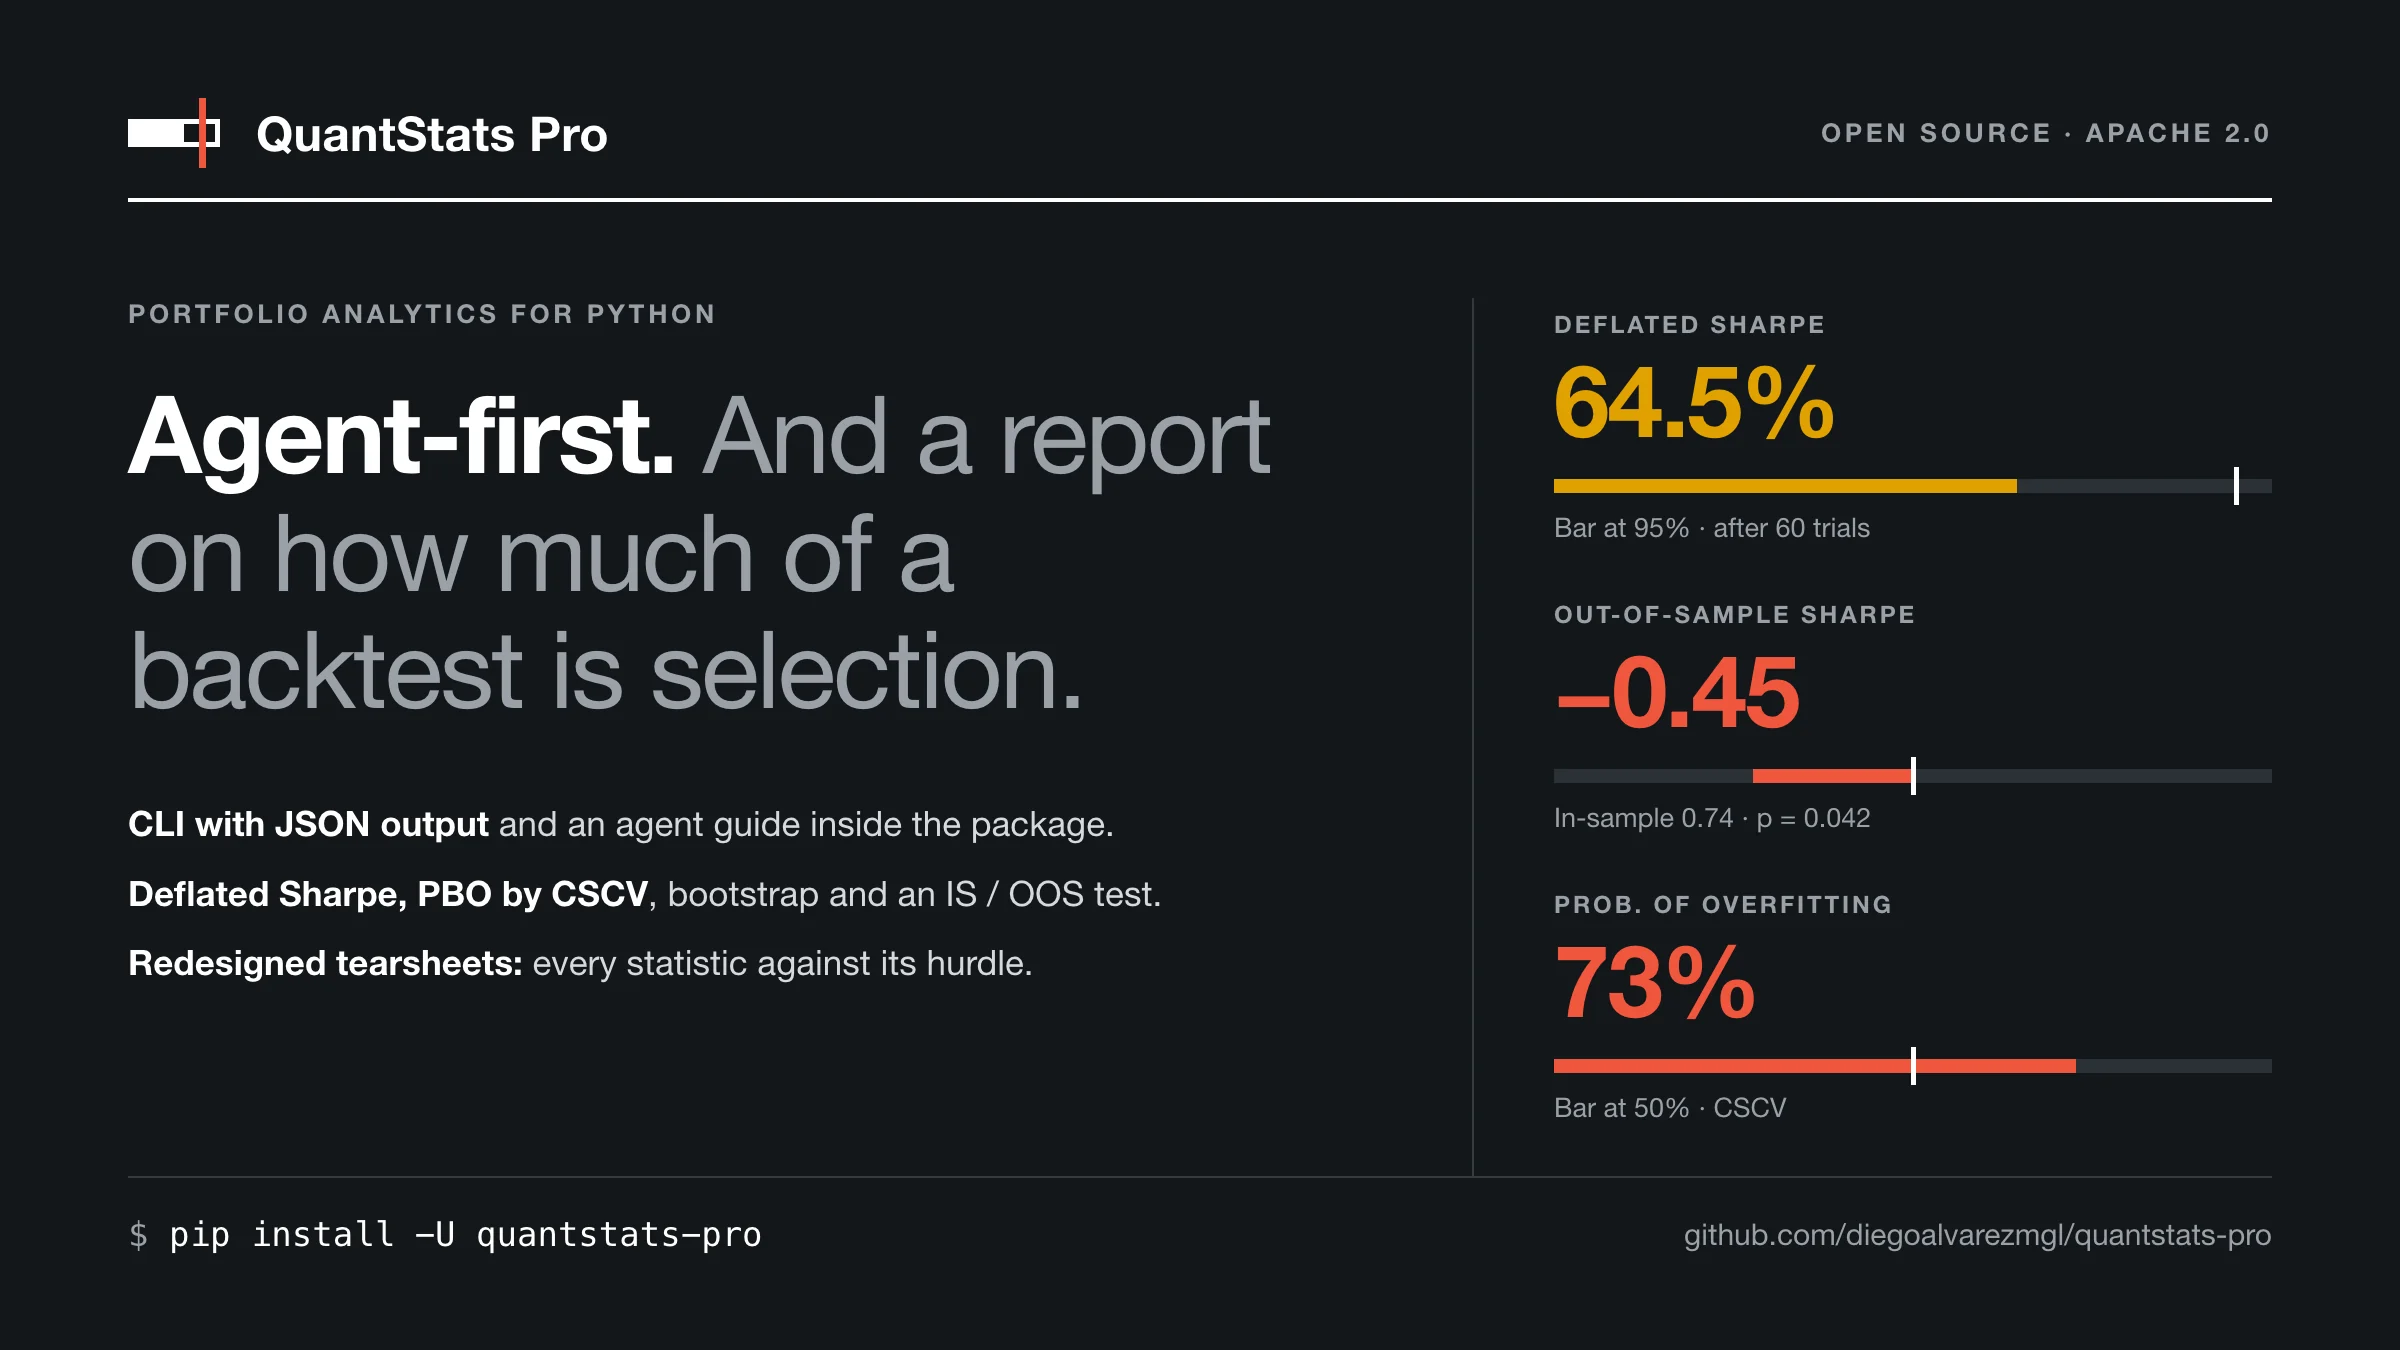 QuantStats Pro
OPEN SOURCE · APACHE 2.0
PORTFOLIO ANALYTICS FOR PYTHON
Agent-first. And a report
on how much of a
backtest is selection.
CLI with JSON output and an agent guide inside the package.
Deflated Sharpe, PBO by CSCV, bootstrap and an IS / OOS test.
Redesigned tearsheets: every statistic against its hurdle.
DEFLATED SHARPE
64.5%
Bar at 95% · after 60 trials
OUT-OF-SAMPLE SHARPE
−0.45
In-sample 0.74 · p = 0.042
PROB. OF OVERFITTING
73%
Bar at 50% · CSCV
$ pip install -U quantstats-pro
github.com/diegoalvarezmgl/quantstats-pro